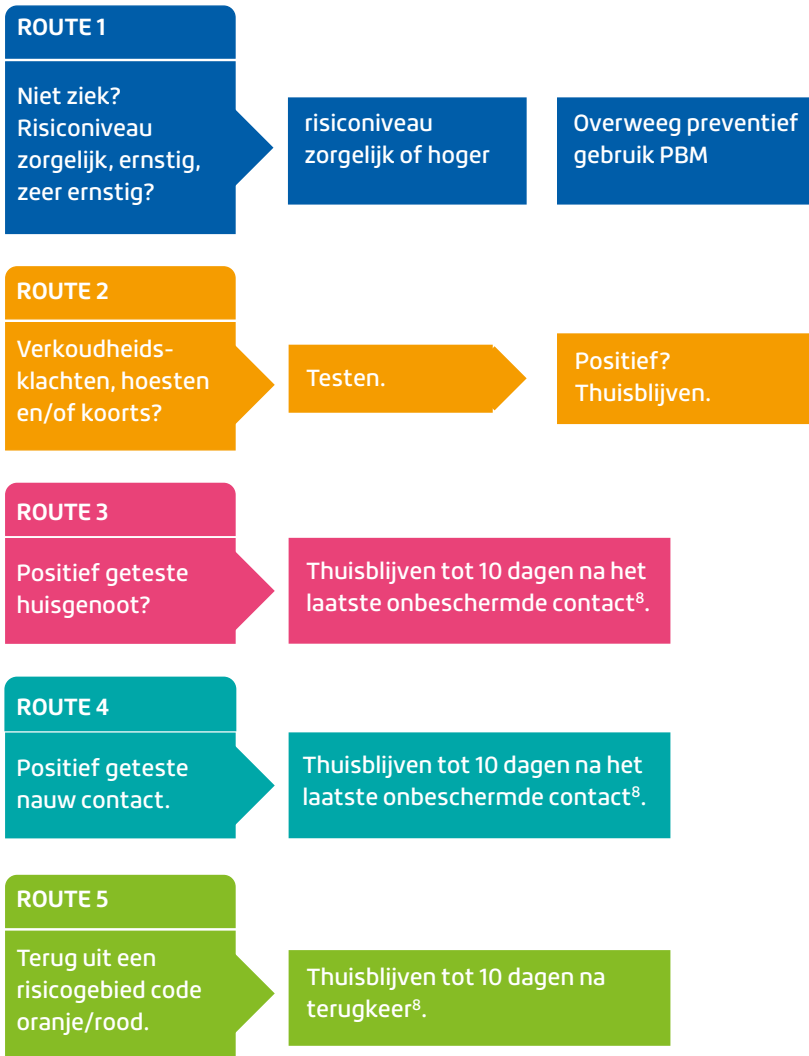 ROUTE 1
Niet ziek?
Risiconiveau
zorgelijk, ernstig,
zeer ernstig?
risiconiveau
zorgelijk of hoger
Overweeg preventief
gebruik PBM
ROUTE 2
Verkoudheids-
klachten, hoesten
en/of koorts?
Testen.
Positief?
Thuisblijven.
ROUTE 3
Positief geteste
huisgenoot?
Thuisblijven tot 10 dagen na het
laatste onbeschermde contact⁸.
ROUTE 4
Positief geteste
nauw contact.
Thuisblijven tot 10 dagen na het
laatste onbeschermde contact⁸.
ROUTE 5
Terug uit een
risicogebied code
oranje/rood.
Thuisblijven tot 10 dagen na
terugkeer⁸.